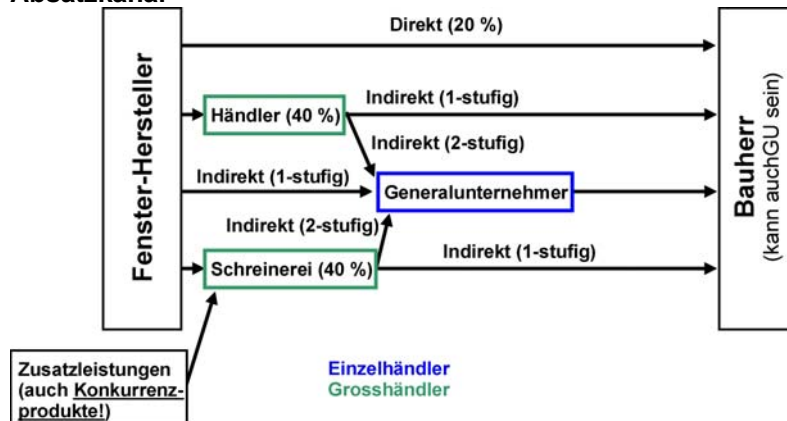 Absatzkanal
Direkt (20 %)
Fenster-Hersteller
Händler (40 %)
Indirekt (1-stufig)
Indirekt (2-stufig)
Indirekt (1-stufig)
Generalunternehmer
Indirekt (2-stufig)
Indirekt (1-stufig)
Schreinerei (40 %)
Bauherr
(kann auchGU sein)
Zusatzleistungen
(auch Konkurrenz-
produkte!)
Einzelhändler
Grosshändler